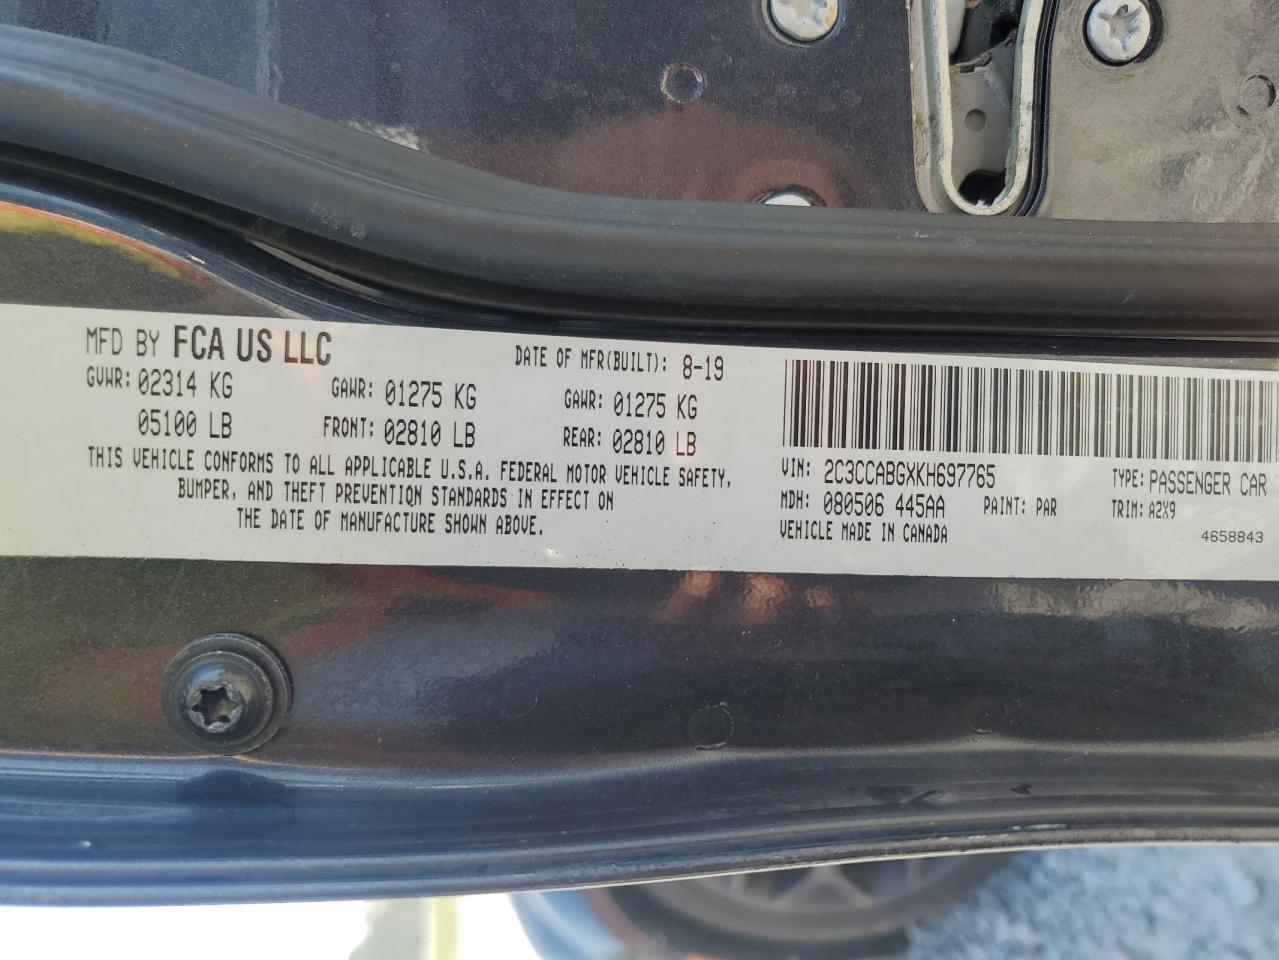 MFD BY FCA US LLC
DATE OF MFR(BUILT): 8-19
GVWR: 02314 KG
GAWR: 01275 KG
GAWR: 01275 KG
05100 LB
FRONT: 02810 LB
REAR: 02810 LB
THIS VEHICLE CONFORMS TO ALL APPLICABLE U.S.A. FEDERAL MOTOR VEHICLE SAFETY,
BUMPER, AND THEFT PREVENTION STANDARDS IN EFFECT ON
THE DATE OF MANUFACTURE SHOWN ABOVE.
VIN: 2C3CCABGXKH697765
TYPE: PASSENGER CAR
MDH: 080506 445AA
PAINT: PAR
TRIM: A2X9
VEHICLE MADE IN CANADA
4658843